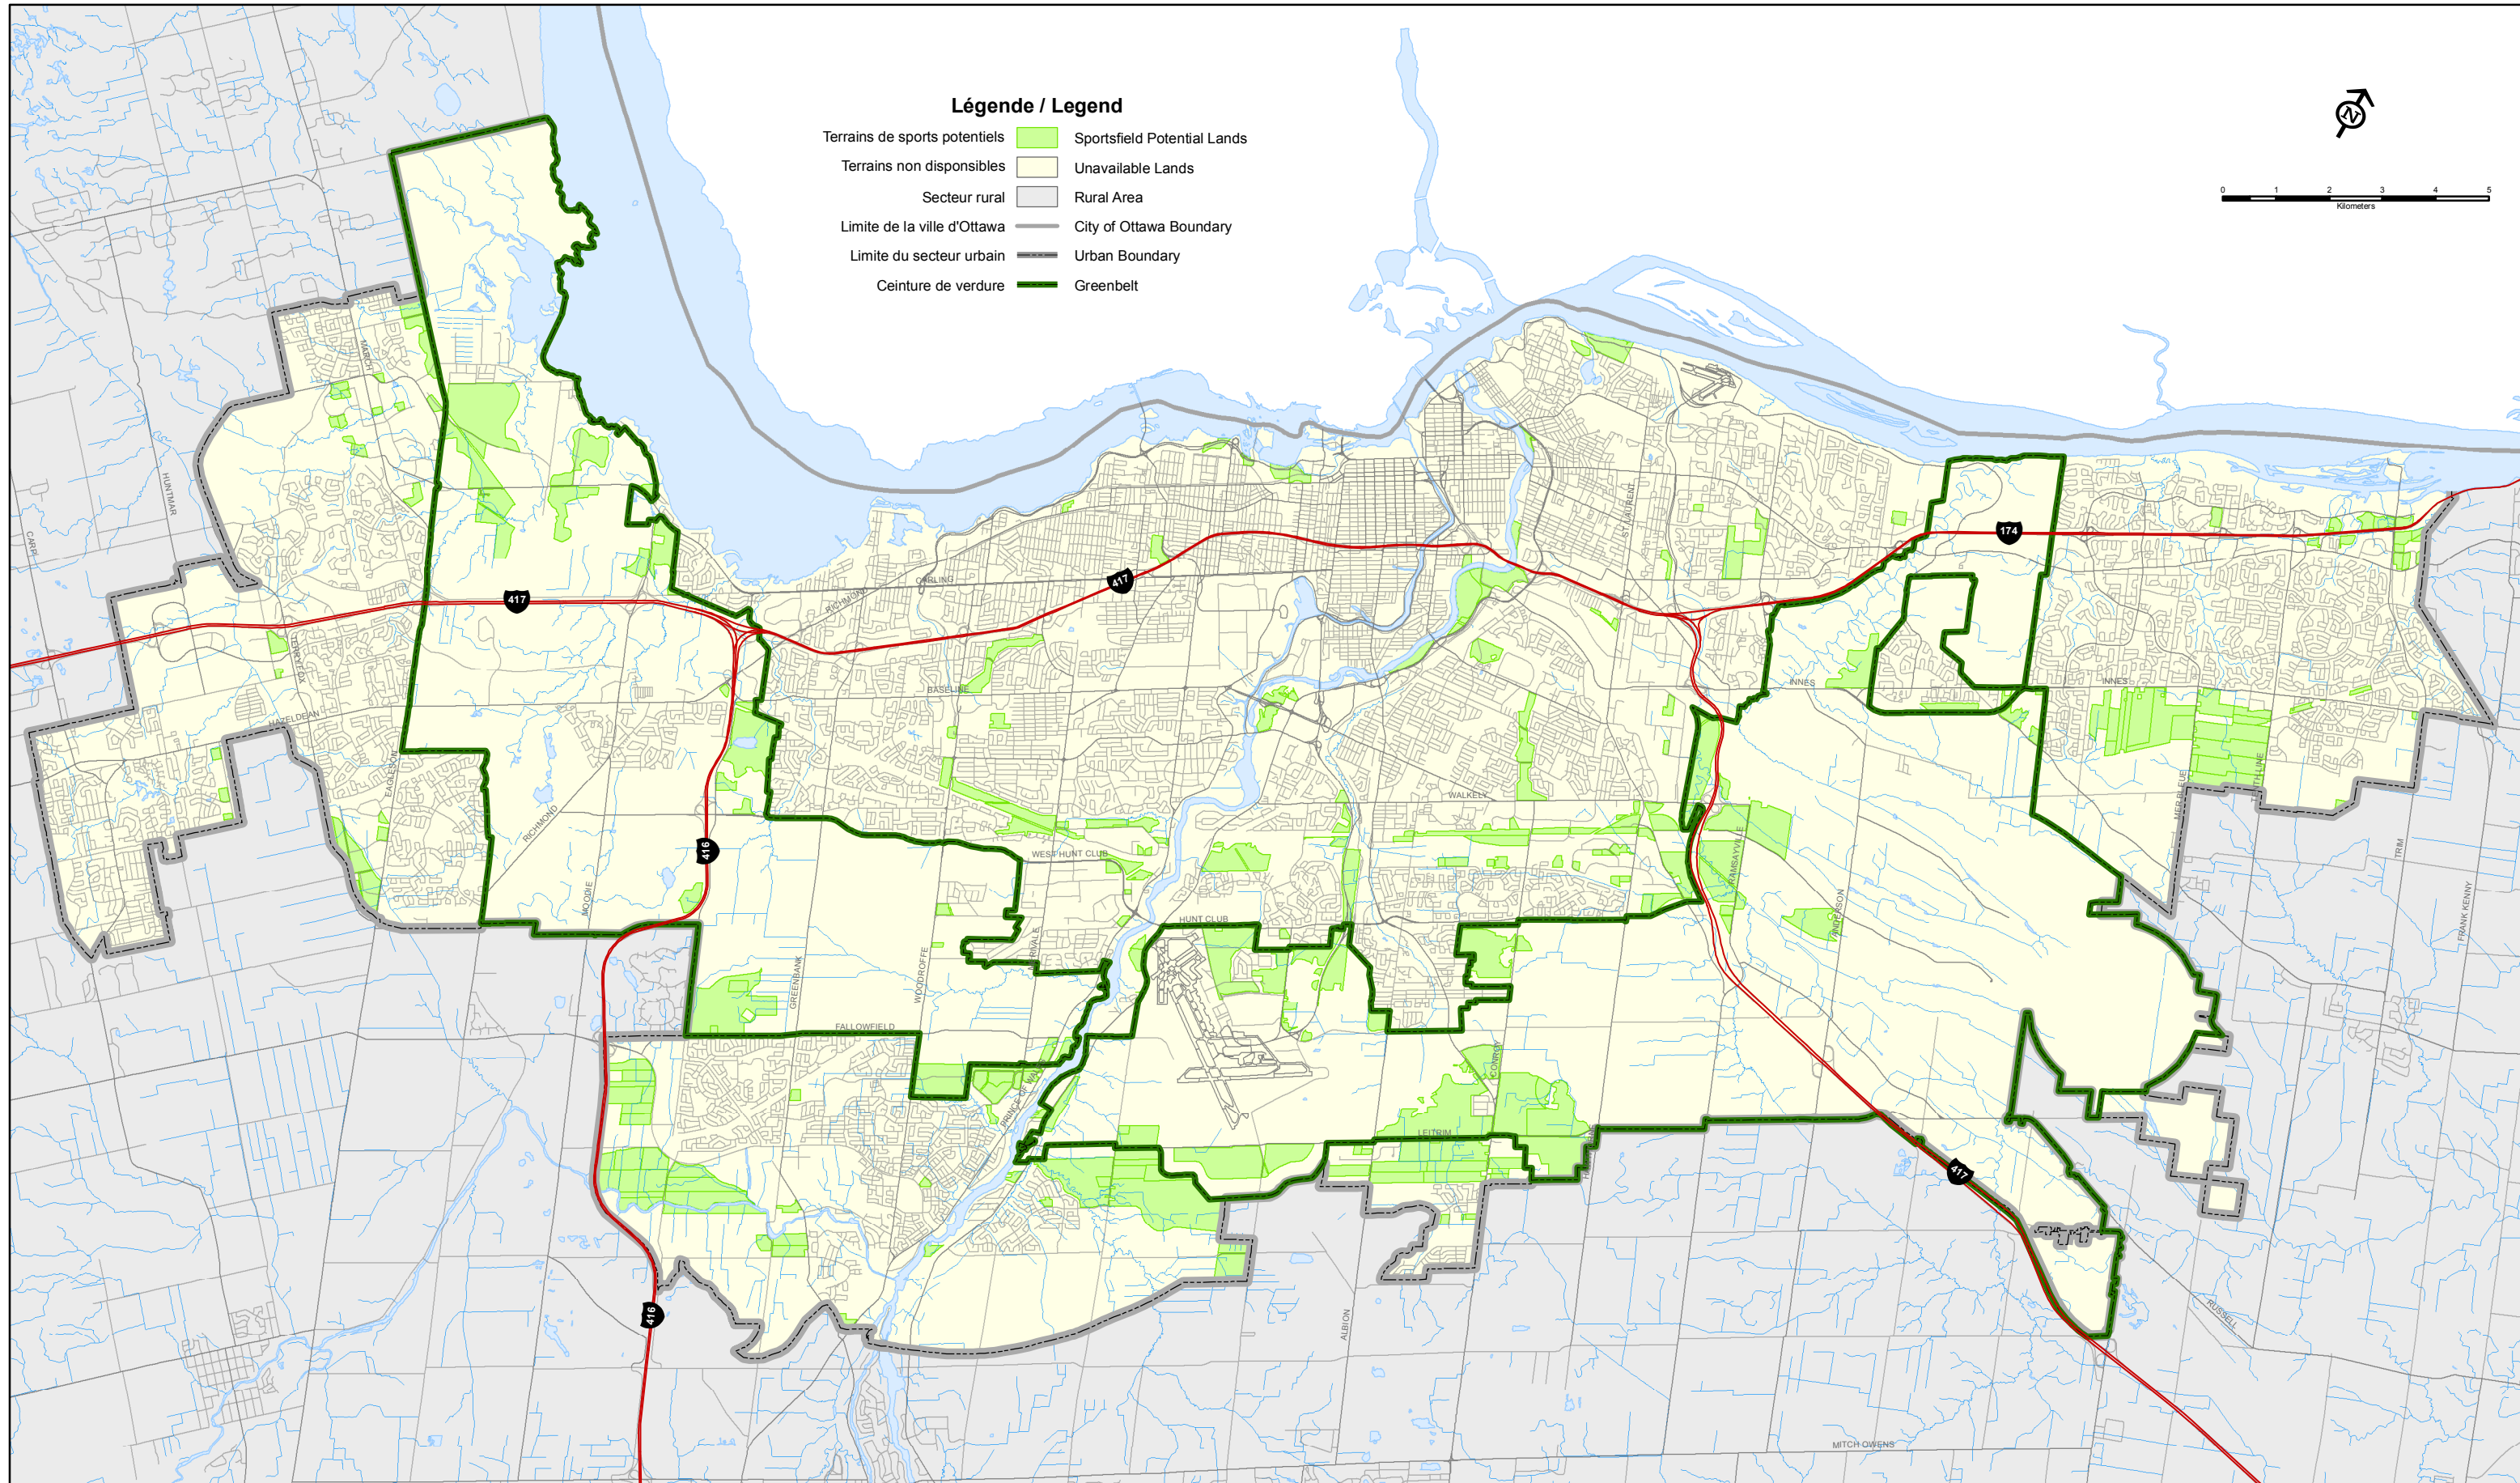 Légende / Legend
Terrains de sports potentiels Sportsfield Potential Lands
Terrains non disponsibles Unavailable Lands
Secteur rural Rural Area
Limite de la ville d'Ottawa City of Ottawa Boundary
Limite du secteur urbain Urban Boundary
Ceinture de verdure Greenbelt
N
0 1 2 3 4 5
Kilometers
MARCH
HUNTMAR
CARP
ST LAURENT
174
417
417
CARLING
RICHMOND
TERRY FOX
BASELINE
INNES
INNES
HAZELDEAN
EAGLESON
RICHMOND
WALKELY
MER BLEUE
TENTH LINE
416
WEST HUNT CLUB
RAMSAYVILLE
TRIM
MOODIE
HUNT CLUB
ANDERSON
FRANK KENNY
MERIVALE
WOODROFFE
GREENBANK
FALLOWFIELD
CONROY
PRINCE OF WAL
LEITRIM
417
416
ALBION
RUSSELL
MITCH OWENS